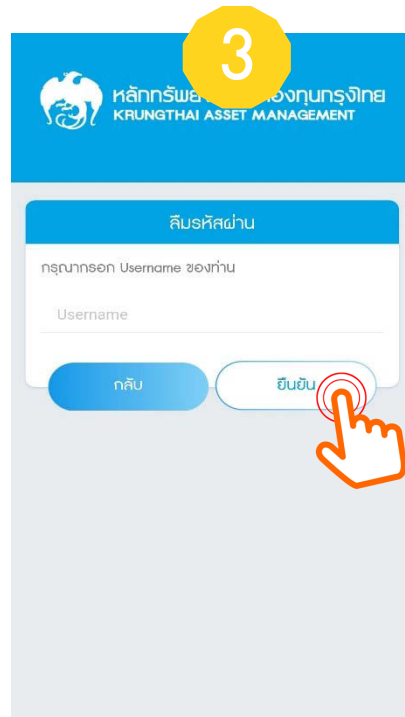 3
หลักทรัพย์ กองทุนกรุงไทย
KRUNGTHAI ASSET MANAGEMENT
ลืมรหัสผ่าน
กรุณากรอก Username ของท่าน
Username
กลับ ยืนยัน